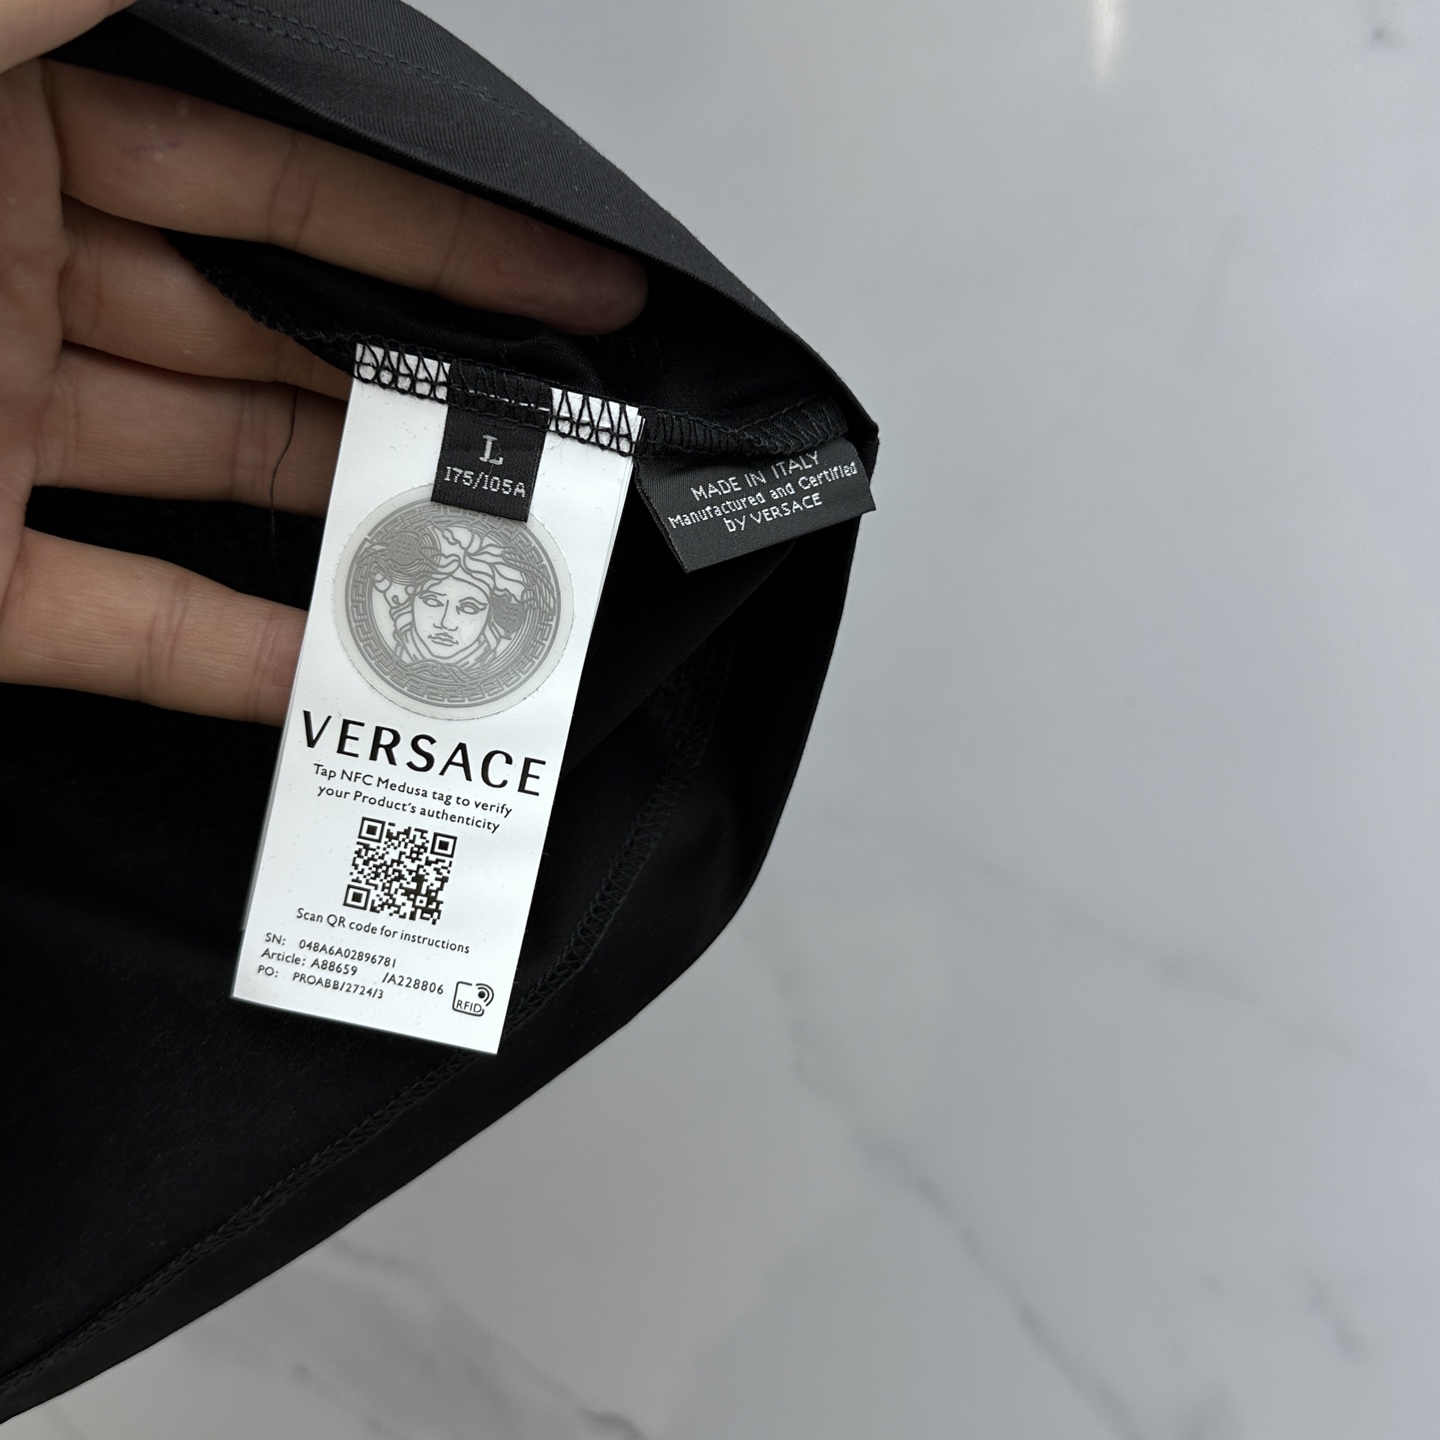 L
175/105A
MADE IN ITALY
Manufactured and Certified
by VERSACE
VERSACE
Tap NFC Medusa tag to verify
your Product's authenticity
Scan QR code for instructions
SN: 048A6A02896781
Article: A88659 /A228806
PO: PROABB/2724/3
RFID